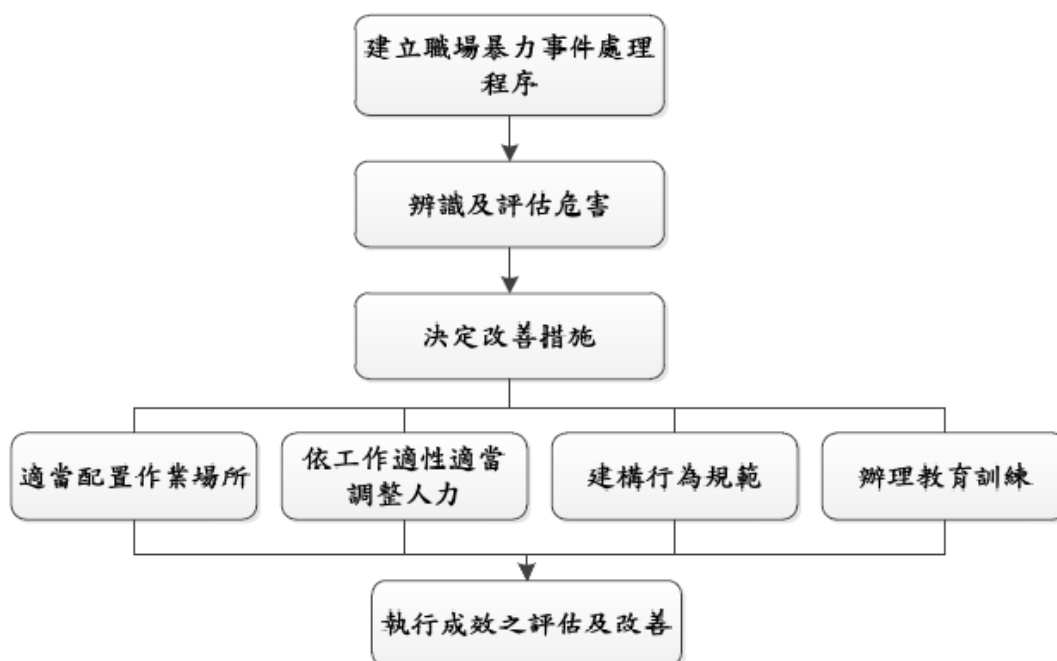 建立職場暴力事件處理
程序
辨識及評估危害
決定改善措施
適當配置作業場所
依工作適性適當
調整人力
建構行為規範
辦理教育訓練
執行成效之評估及改善